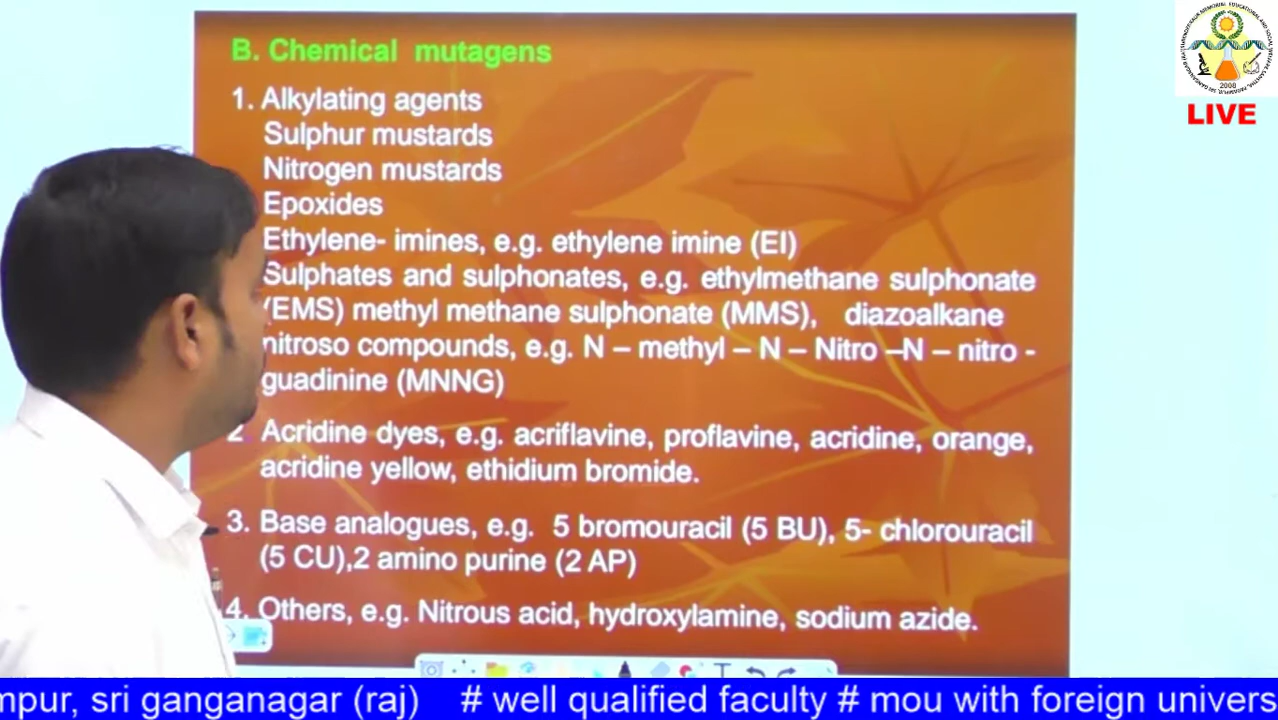 B. Chemical mutagens
1. Alkylating agents
Sulphur mustards
Nitrogen mustards
Epoxides
Ethylene- imines, e.g. ethylene imine (EI)
Sulphates and sulphonates, e.g. ethylmethane sulphonate
(EMS) methyl methane sulphonate (MMS), diazoalkane
nitroso compounds, e.g. N – methyl – N – Nitro –N – nitro -
guadinine (MNNG)
2 Acridine dyes, e.g. acriflavine, proflavine, acridine, orange,
acridine yellow, ethidium bromide.
3. Base analogues, e.g. 5 bromouracil (5 BU), 5- chlorouracil
(5 CU),2 amino purine (2 AP)
4. Others, e.g. Nitrous acid, hydroxylamine, sodium azide.
2008
LIVE
mpur, sri ganganagar (raj) # well qualified faculty # mou with foreign univers